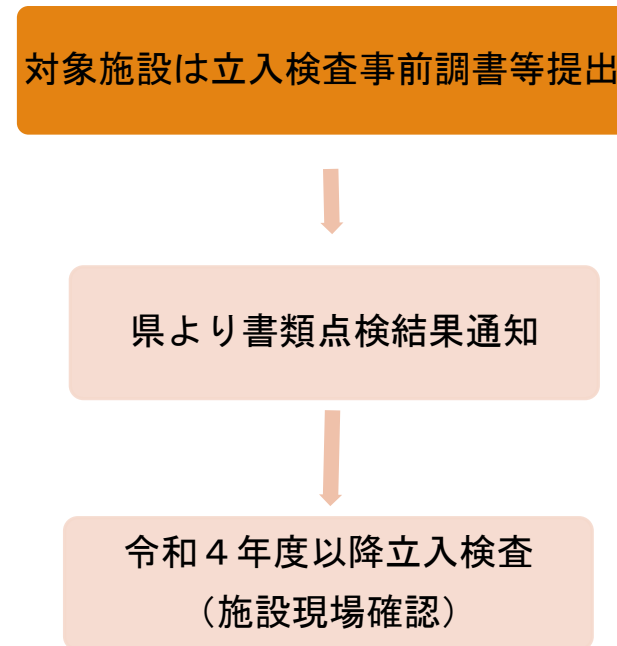 対象施設は立入検査事前調書等提出
県より書類点検結果通知
令和４年度以降立入検査
（施設現場確認）